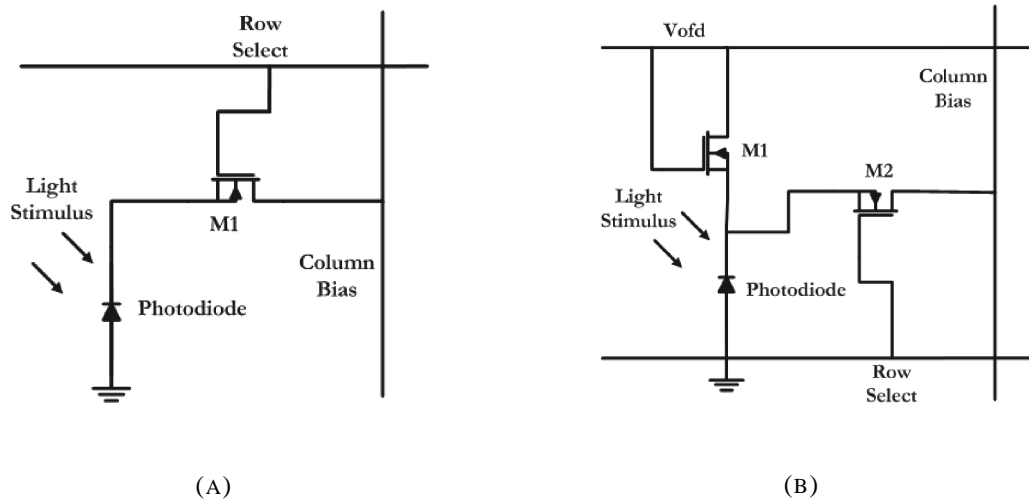 Row
Select
Light
Stimulus
M1
Column
Bias
Photodiode
(A)
Vofd
Column
Bias
M1
M2
Light
Stimulus
Photodiode
Row
Select
(B)